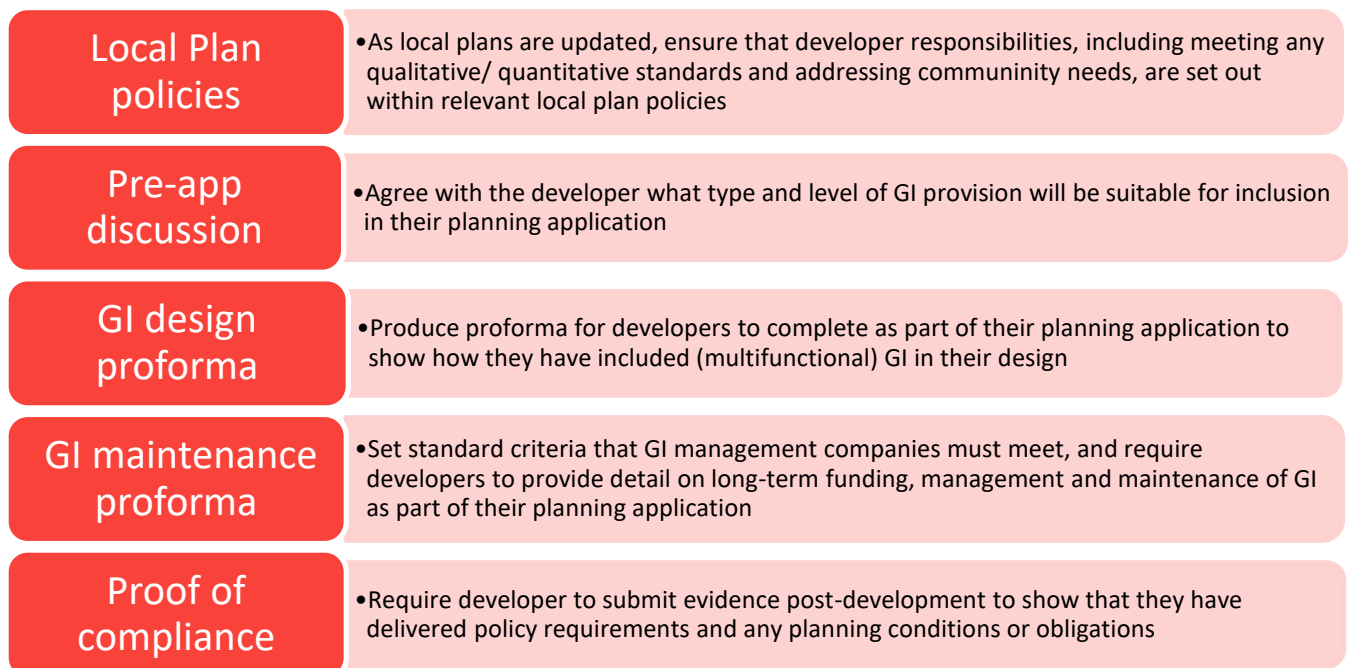 Local Plan
policies
•As local plans are updated, ensure that developer responsibilities, including meeting any
qualitative/ quantitative standards and addressing communinity needs, are set out
within relevant local plan policies
Pre-app
discussion
•Agree with the developer what type and level of GI provision will be suitable for inclusion
in their planning application
GI design
proforma
•Produce proforma for developers to complete as part of their planning application to
show how they have included (multifunctional) GI in their design
GI maintenance
proforma
•Set standard criteria that GI management companies must meet, and require
developers to provide detail on long-term funding, management and maintenance of GI
as part of their planning application
Proof of
compliance
•Require developer to submit evidence post-development to show that they have
delivered policy requirements and any planning conditions or obligations